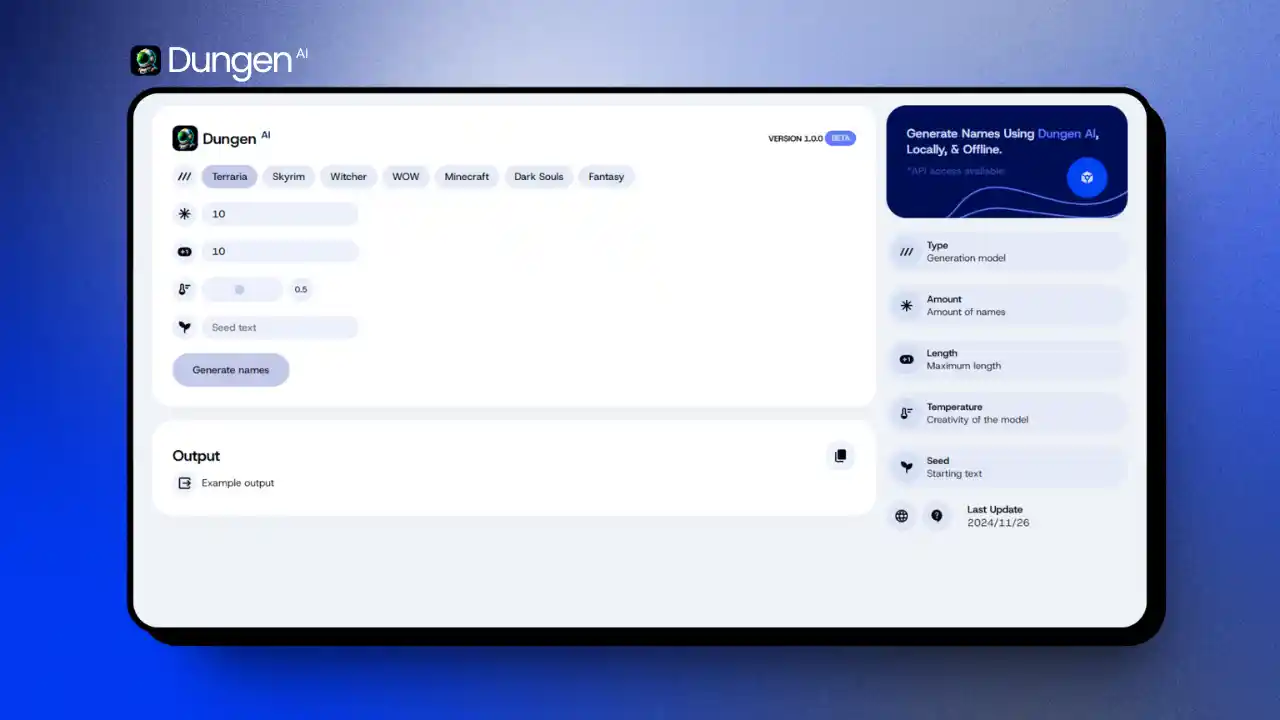 Dungen AI
Dungen AI
VERSION 1.0.0 BETA
Terraria Skyrim Witcher WOW Minecraft Dark Souls Fantasy
10
+1 10
0.5
Seed text
Generate names
Output
Example output
Generate Names Using Dungen AI,
Locally, & Offline.
*API access available.
Type
Generation model
Amount
Amount of names
+1 Length
Maximum length
Temperature
Creativity of the model
Seed
Starting text
Last Update
2024/11/26